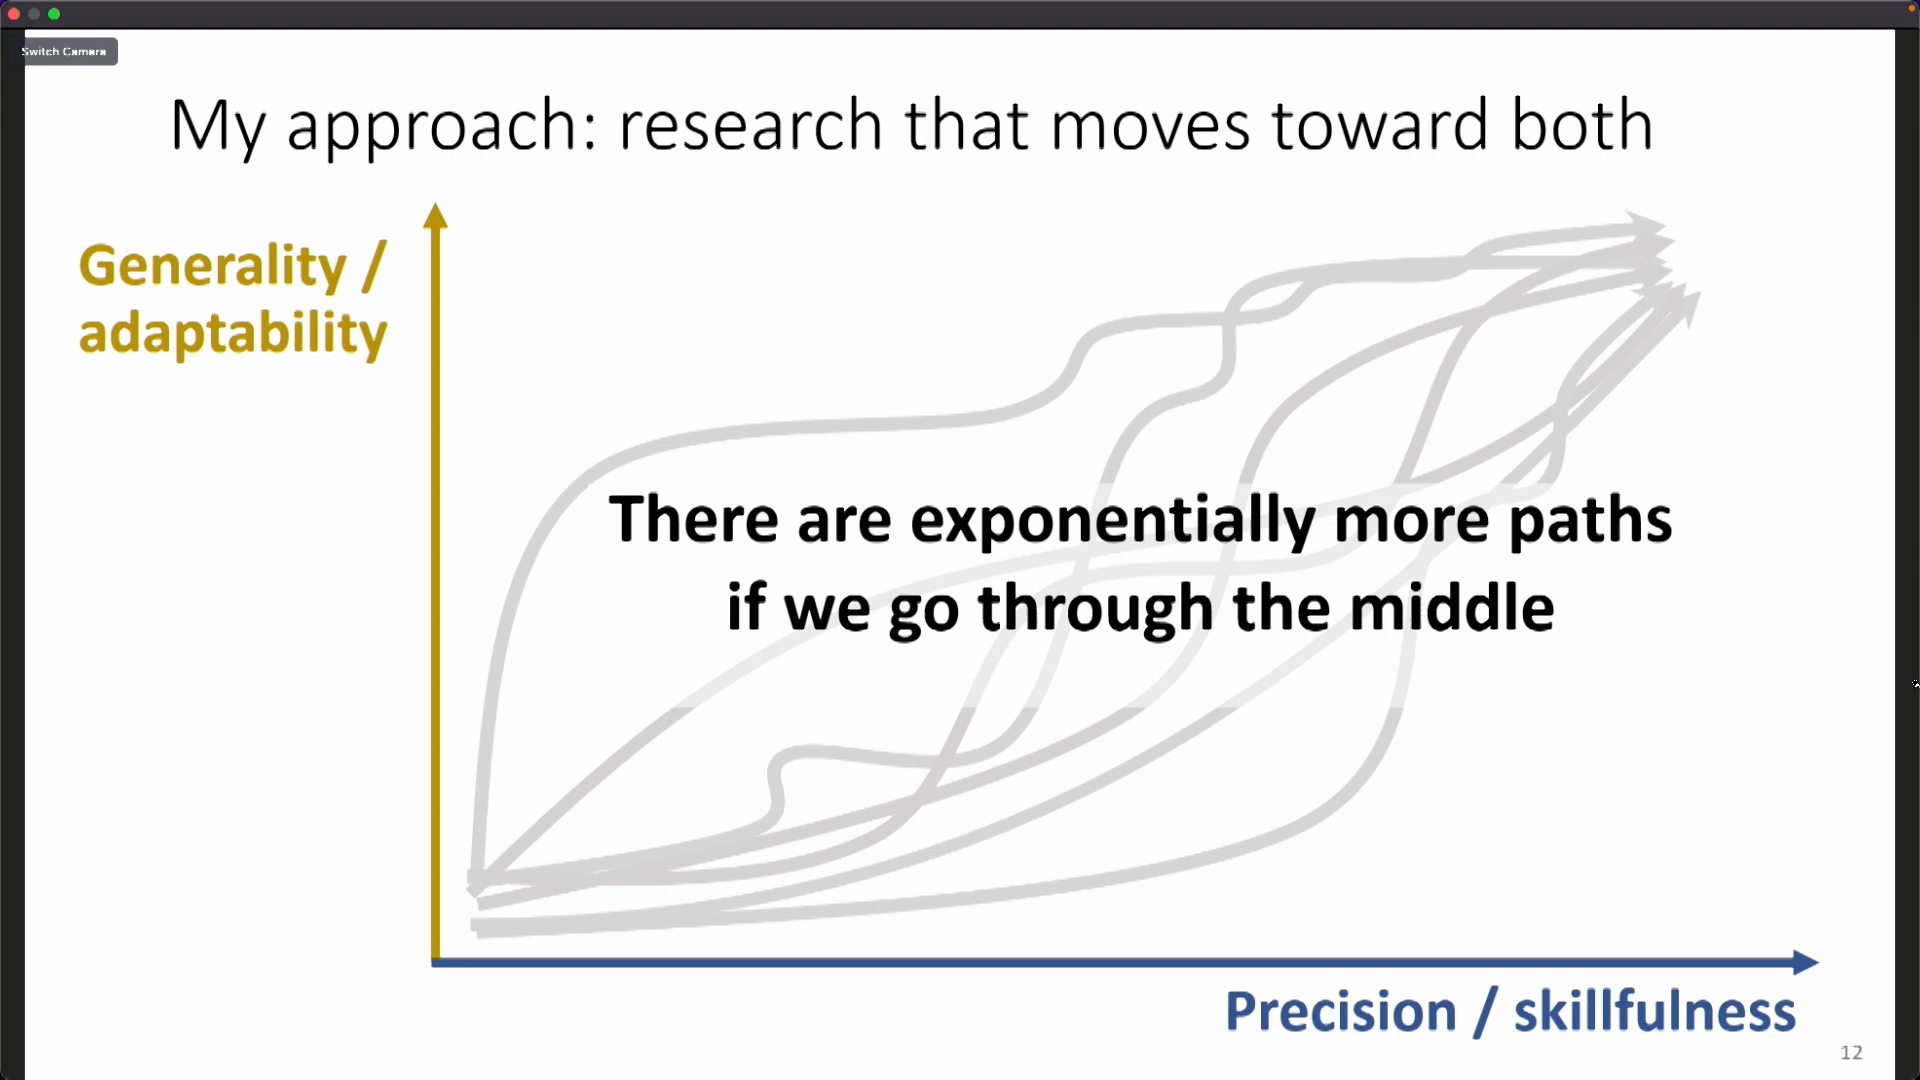 Switch Camera
My approach: research that moves toward both
Generality /
adaptability
There are exponentially more paths
if we go through the middle
Precision / skillfulness
12